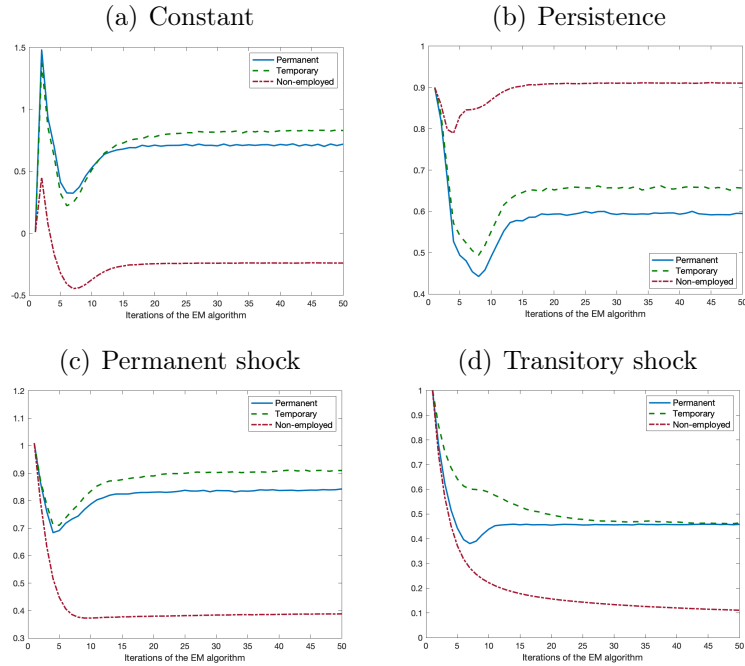 (a) Constant
1.5
1
0.5
0
-0.5
0 5 10 15 20 25 30 35 40 45 50
Iterations of the EM algorithm
Permanent
Temporary
Non-employed
(b) Persistence
1
0.9
0.8
0.7
0.6
0.5
0.4
0 5 10 15 20 25 30 35 40 45 50
Iterations of the EM algorithm
Permanent
Temporary
Non-employed
(c) Permanent shock
1.2
1.1
1
0.9
0.8
0.7
0.6
0.5
0.4
0.3
0 5 10 15 20 25 30 35 40 45 50
Iterations of the EM algorithm
Permanent
Temporary
Non-employed
(d) Transitory shock
1
0.9
0.8
0.7
0.6
0.5
0.4
0.3
0.2
0.1
0
0 5 10 15 20 25 30 35 40 45 50
Iterations of the EM algorithm
Permanent
Temporary
Non-employed